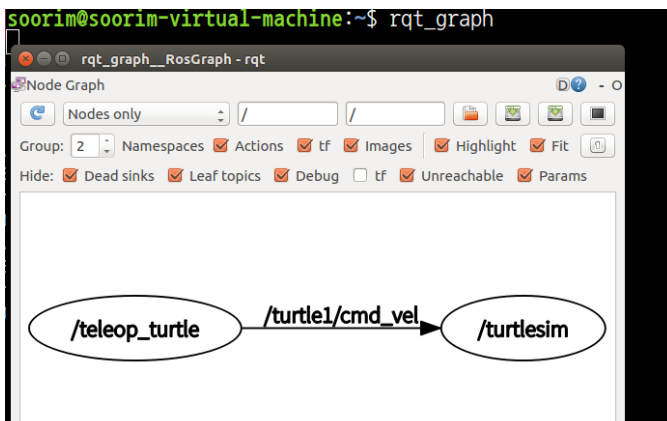 soorim@soorim-virtual-machine:~$ rqt_graph
rqt_graph__RosGraph - rqt
Node Graph D ? - O
Nodes only / /
Group: 2 Namespaces Actions tf Images Highlight Fit
Hide: Dead sinks Leaf topics Debug tf Unreachable Params
/teleop_turtle /turtle1/cmd_vel /turtlesim